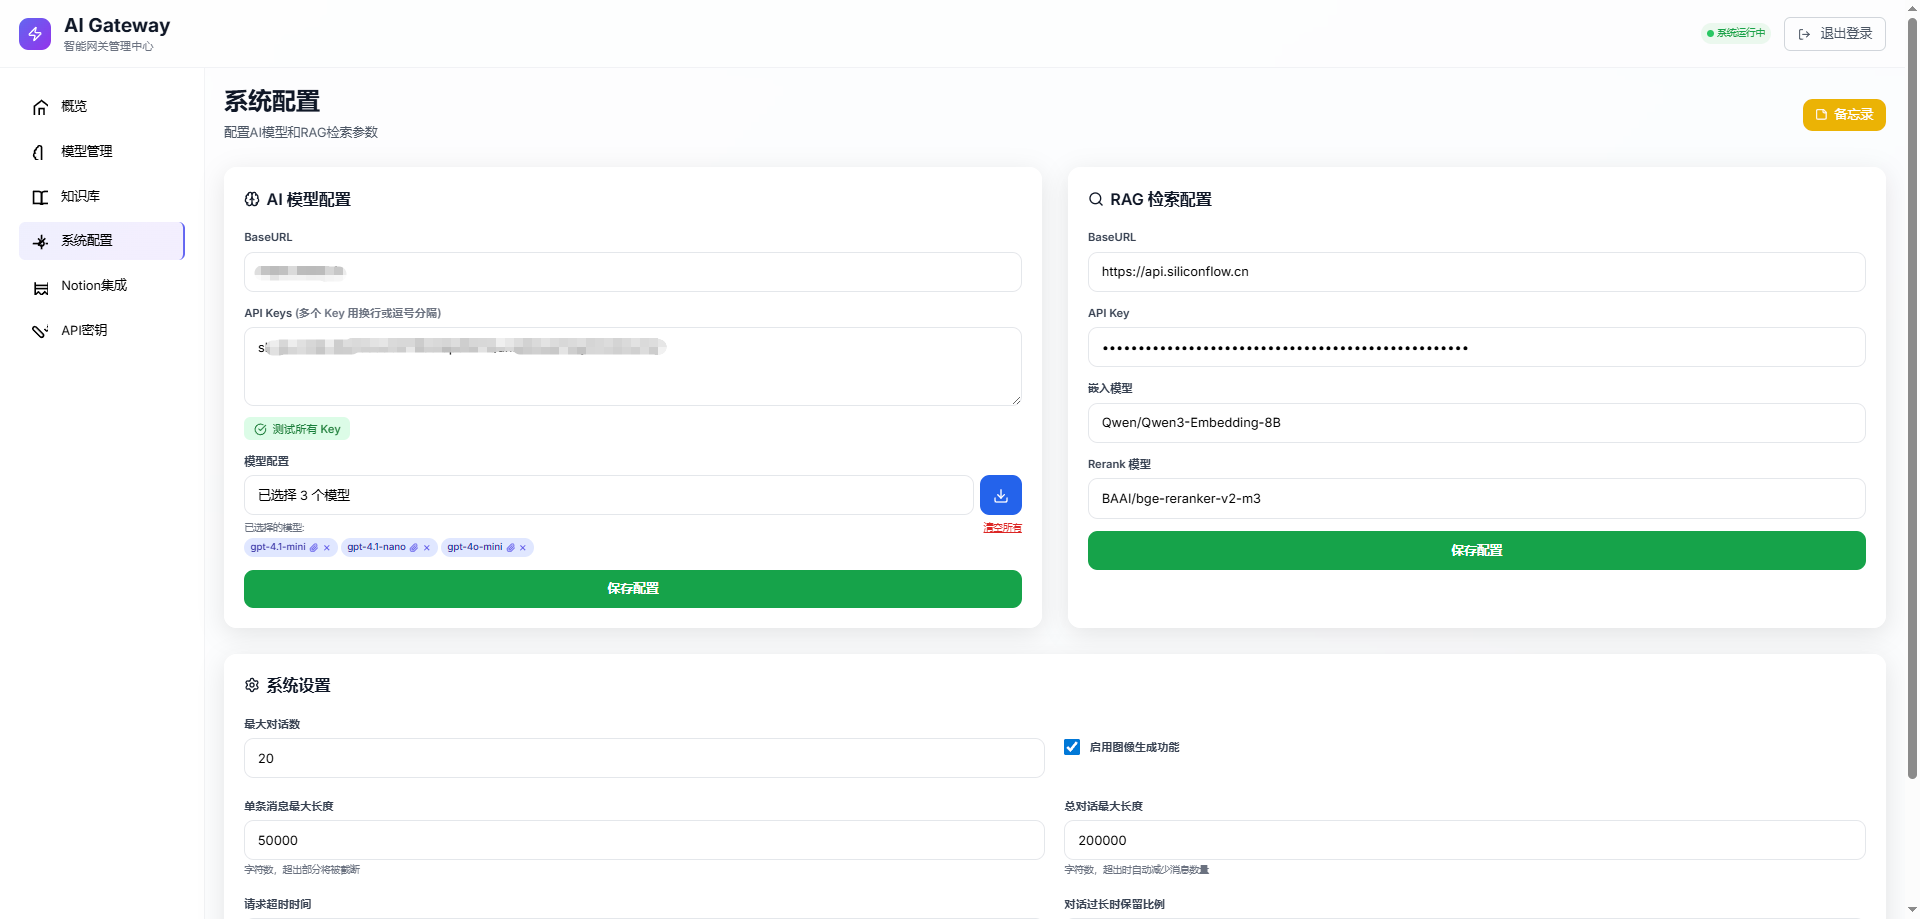 AI Gateway
智能网关管理中心
系统运行中
退出登录
概览
模型管理
知识库
系统配置
Notion集成
API密钥
系统配置
配置AI模型和RAG检索参数
备忘录
AI 模型配置
BaseURL
API Keys (多个 Key 用换行或逗号分隔)
测试所有 Key
模型配置
已选择 3 个模型
已选择的模型:
清空所有
gpt-4.1-mini
gpt-4.1-nano
gpt-4o-mini
保存配置
RAG 检索配置
BaseURL
https://api.siliconflow.cn
API Key
嵌入模型
Qwen/Qwen3-Embedding-8B
Rerank 模型
BAAI/bge-reranker-v2-m3
保存配置
系统设置
最大对话数
20
启用图像生成功能
单条消息最大长度
50000
字符数，超出部分将被截断
总对话最大长度
200000
字符数，超出时自动减少消息数量
请求超时时间
对话过长时保留比例